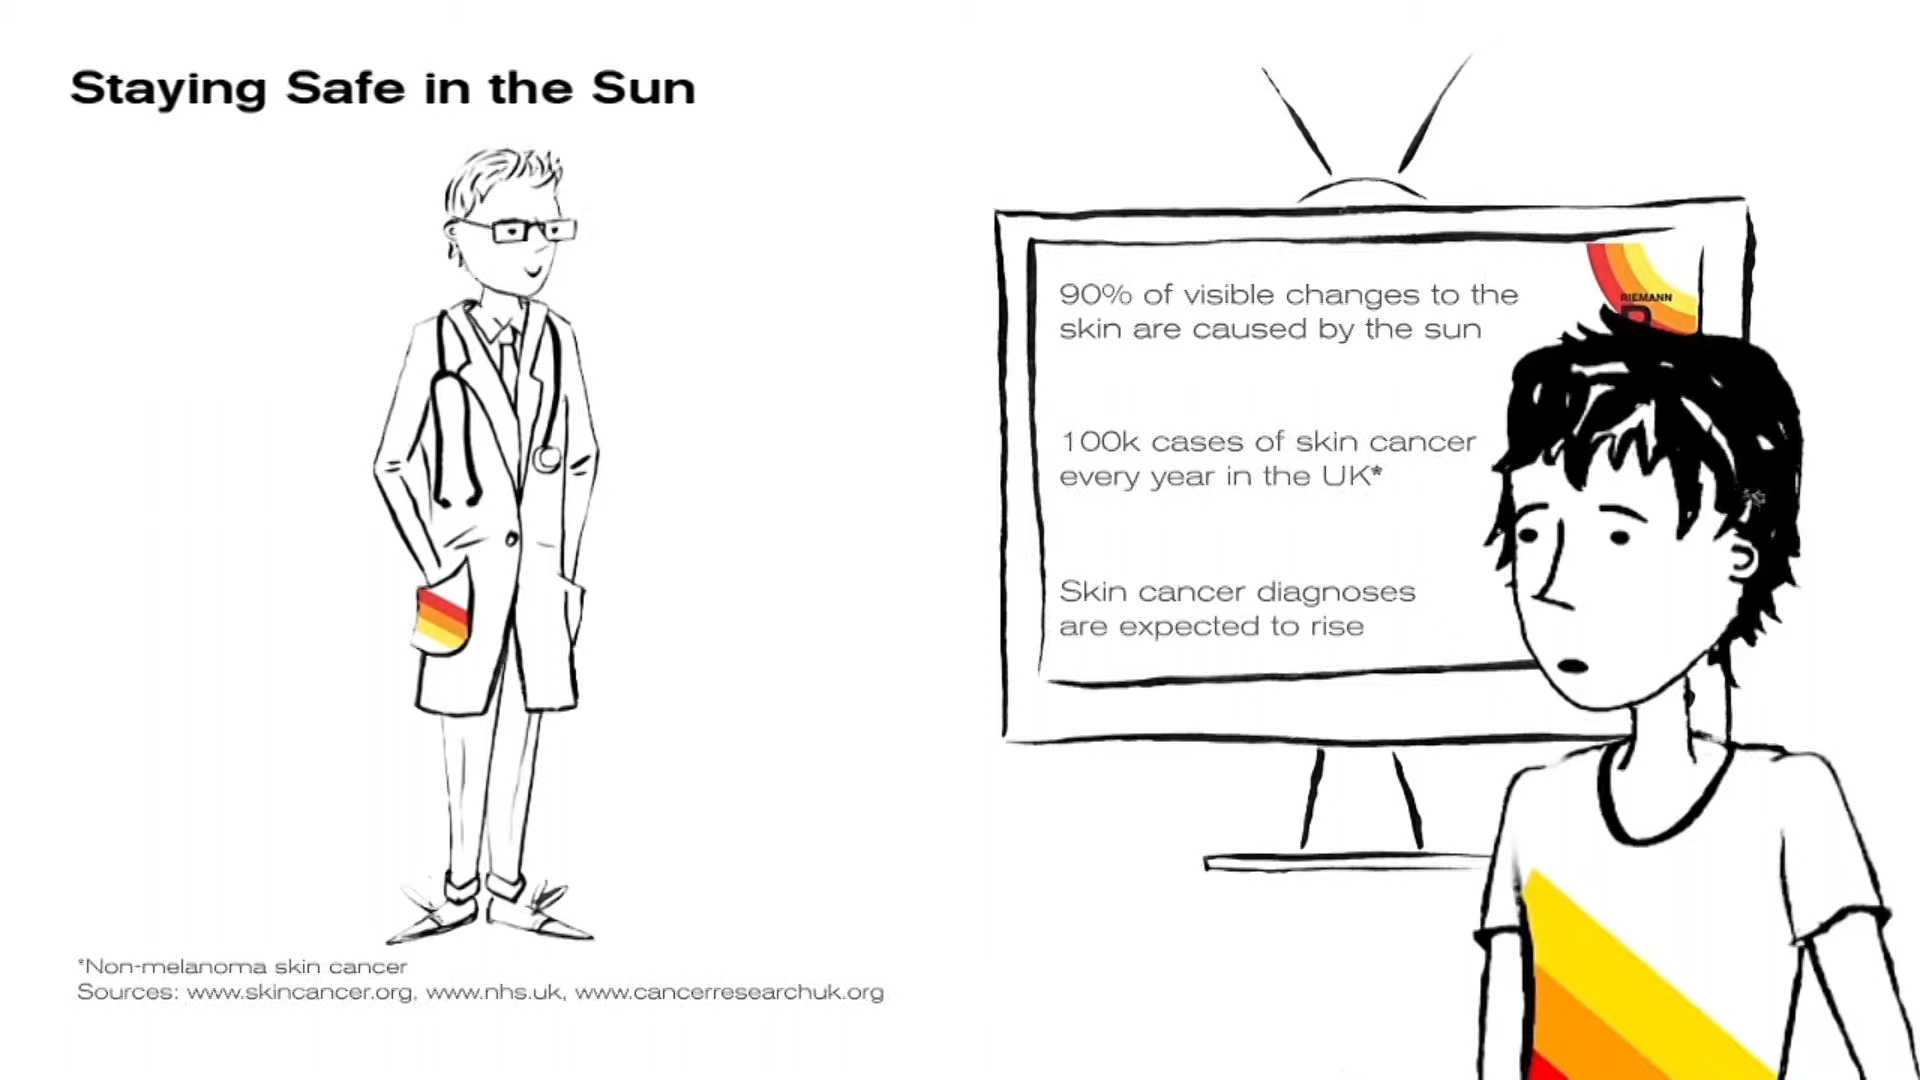 Staying Safe in the Sun
RIEMANN
90% of visible changes to the
skin are caused by the sun
100k cases of skin cancer
every year in the UK*
Skin cancer diagnoses
are expected to rise
*Non-melanoma skin cancer
Sources: www.skincancer.org, www.nhs.uk, www.cancerresearchuk.org